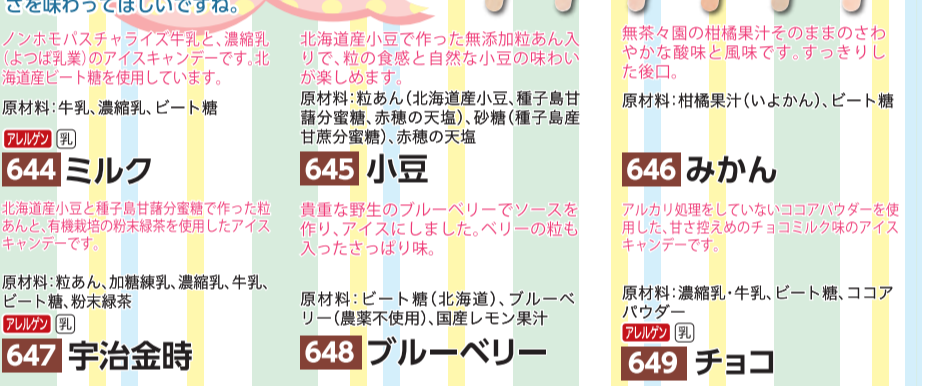 さを味わってほしいですね。
ノンホモパスチャライズ牛乳と、濃縮乳
(よつば乳業)のアイスキャンデーです。北
海道産ビート糖を使用しています。
原材料:牛乳、濃縮乳、ビート糖
アレルゲン 乳
644 ミルク
北海道産小豆で作った無添加粒あん入
りで、粒の食感と自然な小豆の味わい
が楽しめます。
原材料:粒あん(北海道産小豆、種子島甘
藷分蜜糖、赤穂の天塩)、砂糖(種子島産
甘蔗分蜜糖)、赤穂の天塩
645 小豆
無茶々園の柑橘果汁そのままのさわ
やかな酸味と風味です。すっきりし
た後口。
原材料:柑橘果汁(いよかん)、ビート糖
646 みかん
北海道産小豆と種子島甘藷分蜜糖で作った粒
あんと、有機栽培の粉末緑茶を使用したアイス
キャンデーです。
原材料:粒あん、加糖練乳、濃縮乳、牛乳、
ビート糖、粉末緑茶
アレルゲン 乳
647 宇治金時
貴重な野生のブルーベリーでソースを
作り、アイスにしました。ベリーの粒も
入ったさっぱり味。
原材料:ビート糖(北海道)、ブルーベ
リー(農薬不使用)、国産レモン果汁
648 ブルーベリー
アルカリ処理をしていないココアパウダーを使
用した、甘さ控えめのチョコミルク味のアイス
キャンデーです。
原材料:濃縮乳・牛乳、ビート糖、ココア
パウダー
アレルゲン 乳
649 チョコ